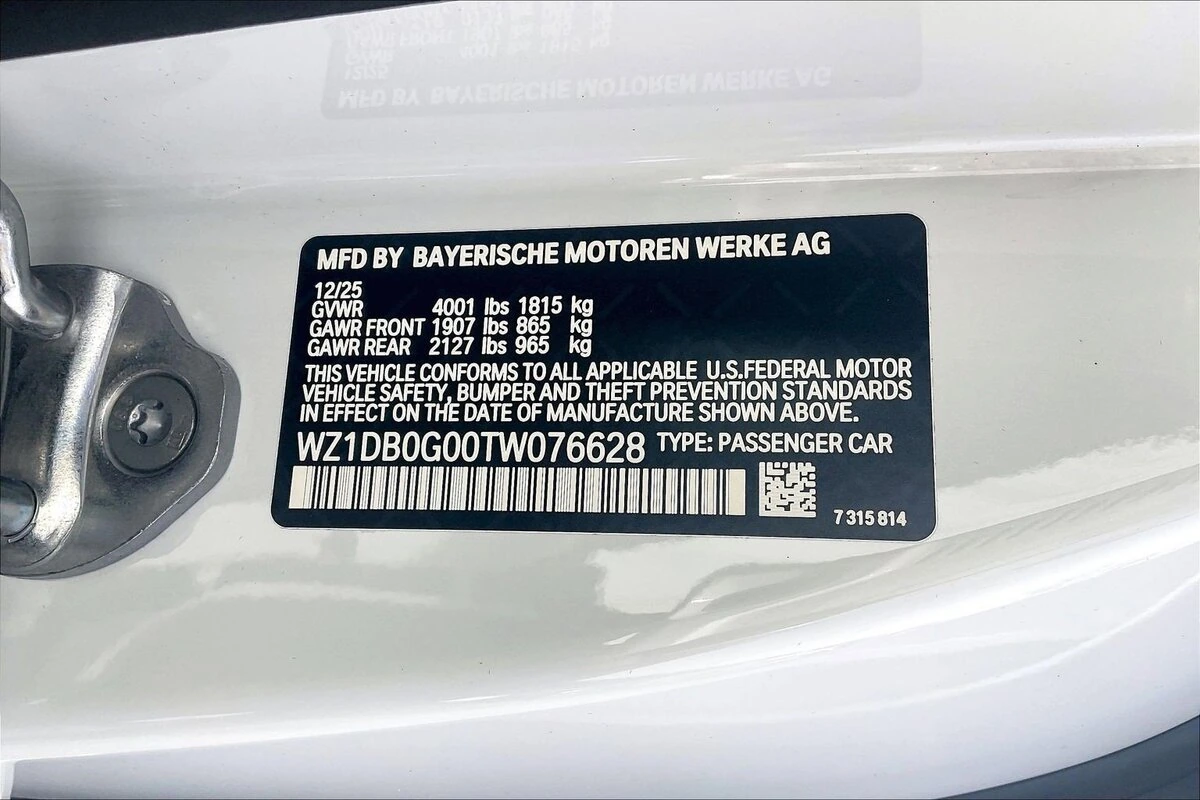 MFD BY BAYERISCHE MOTOREN WERKE AG
12/25
GVWR 4001 lbs 1815 kg
GAWR FRONT 1907 lbs 865 kg
GAWR REAR 2127 lbs 965 kg
THIS VEHICLE CONFORMS TO ALL APPLICABLE U.S.FEDERAL MOTOR
VEHICLE SAFETY, BUMPER AND THEFT PREVENTION STANDARDS
IN EFFECT ON THE DATE OF MANUFACTURE SHOWN ABOVE.
WZ1DB0G00TW076628 TYPE: PASSENGER CAR
7 315 814